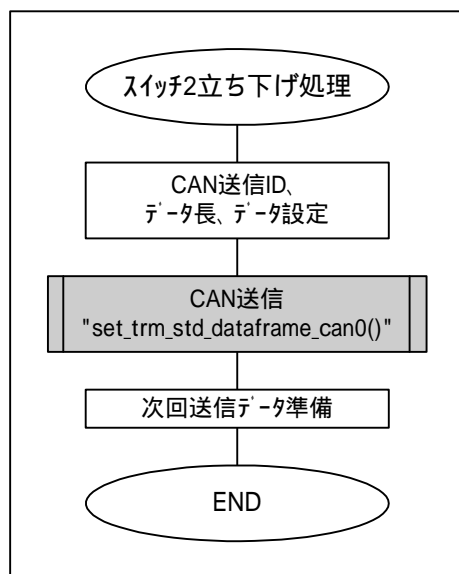 スイッチ2立ち下げ処理
CAN送信ID、
データ長、データ設定
CAN送信
"set_trm_std_dataframe_can0()"
次回送信データ準備
END